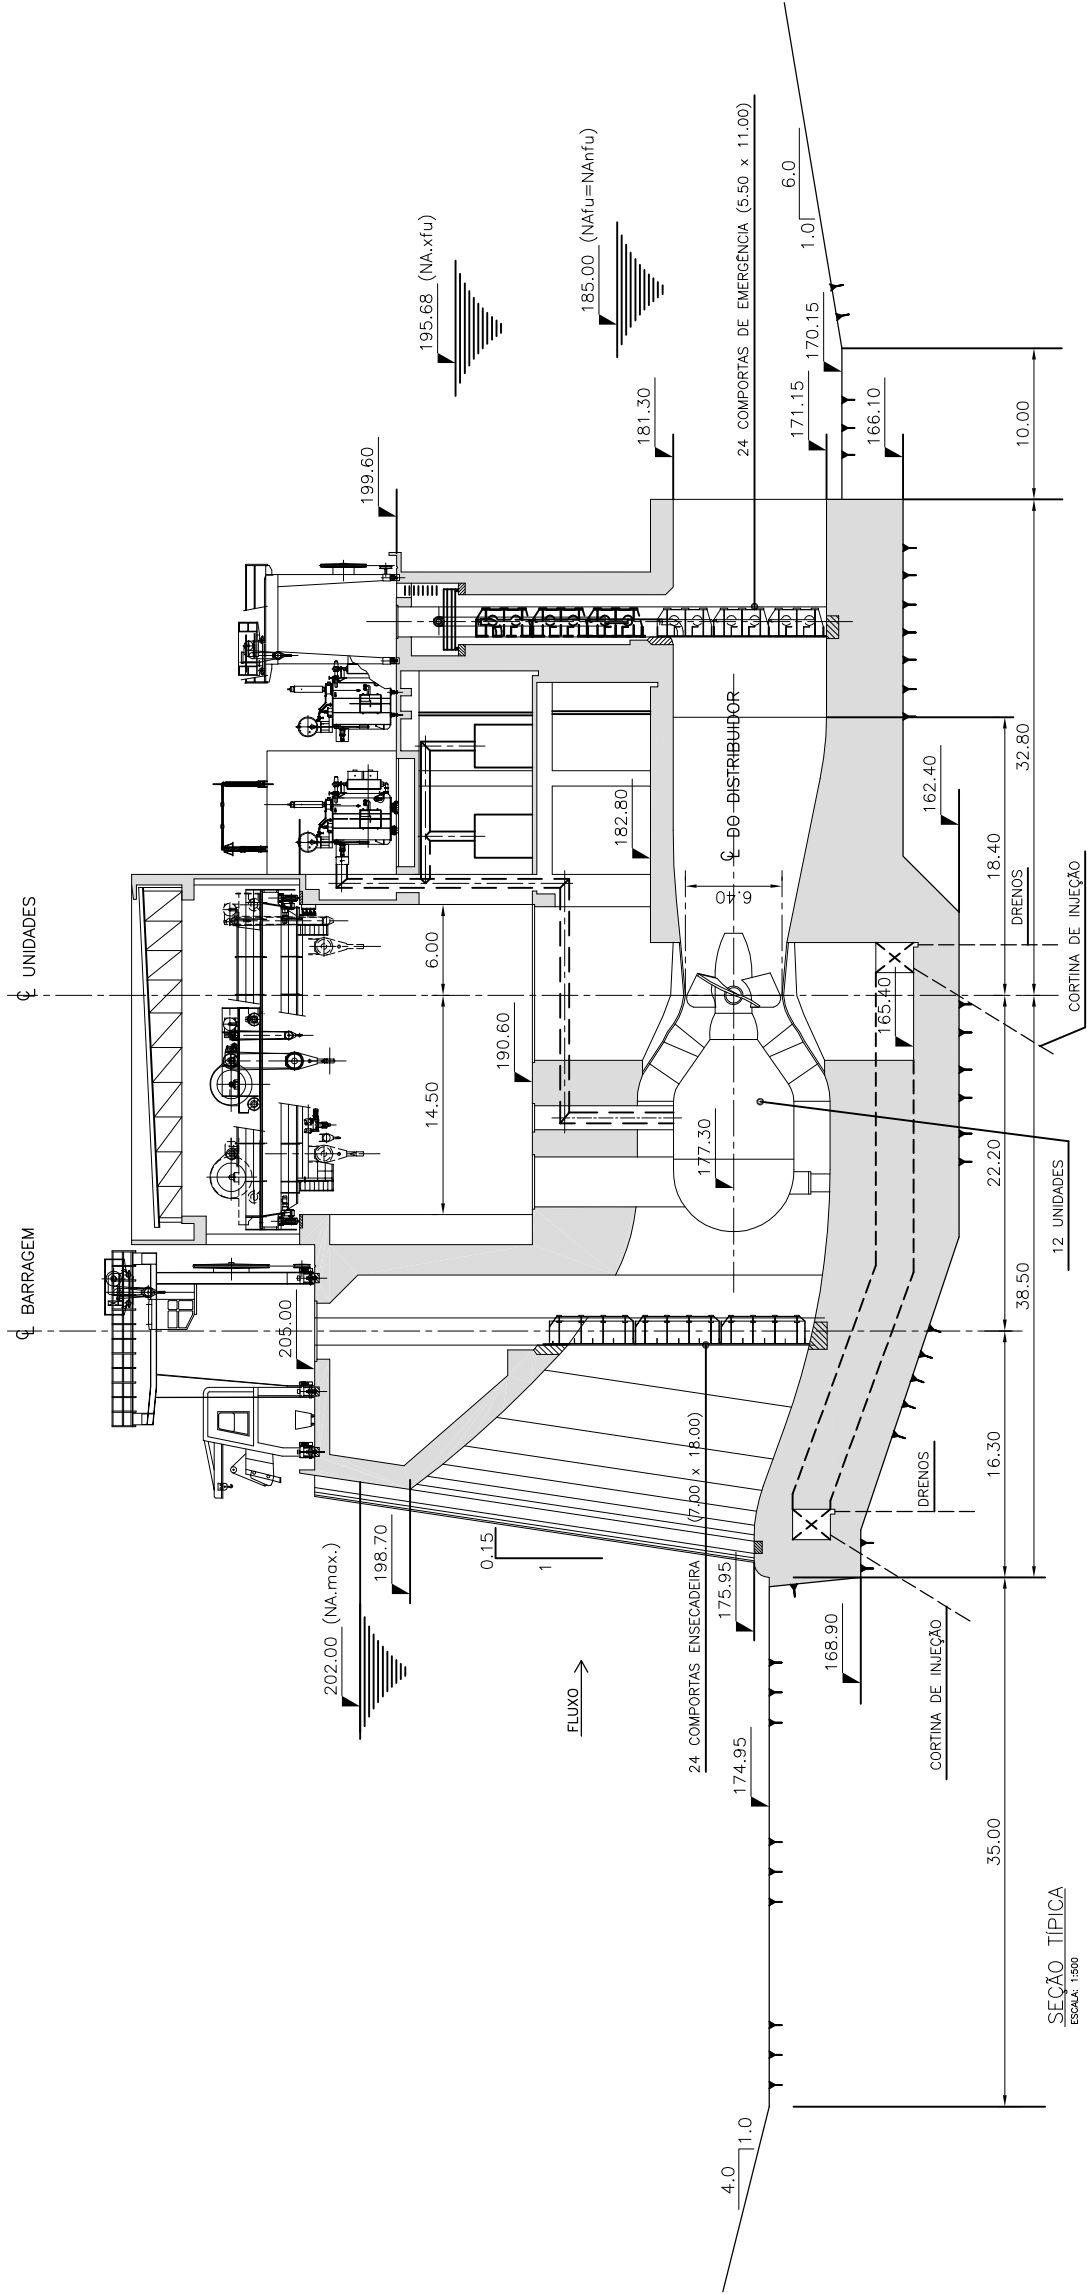 ℄ BARRAGEM
℄ UNIDADES
205.00
14.50
6.00
199.60
195.68 (NA.xfu)
185.00 (NAfu=NAnfu)
202.00 (NA.max.)
198.70
0.15
1
FLUXO
190.60
182.80
181.30
24 COMPORTAS ENSECADEIRA (7.00 x 18.00)
177.30
℄ DO DISTRIBUIDOR
6.40
24 COMPORTAS DE EMERGÊNCIA (5.50 x 11.00)
4.0
1.0
174.95
175.95
168.90
165.40
171.15
170.15
166.10
1.0
6.0
DRENOS
CORTINA DE INJEÇÃO
162.40
35.00
16.30
22.20
18.40
DRENOS
38.50
32.80
10.00
12 UNIDADES
CORTINA DE INJEÇÃO
SEÇÃO TÍPICA
ESCALA: 1:500